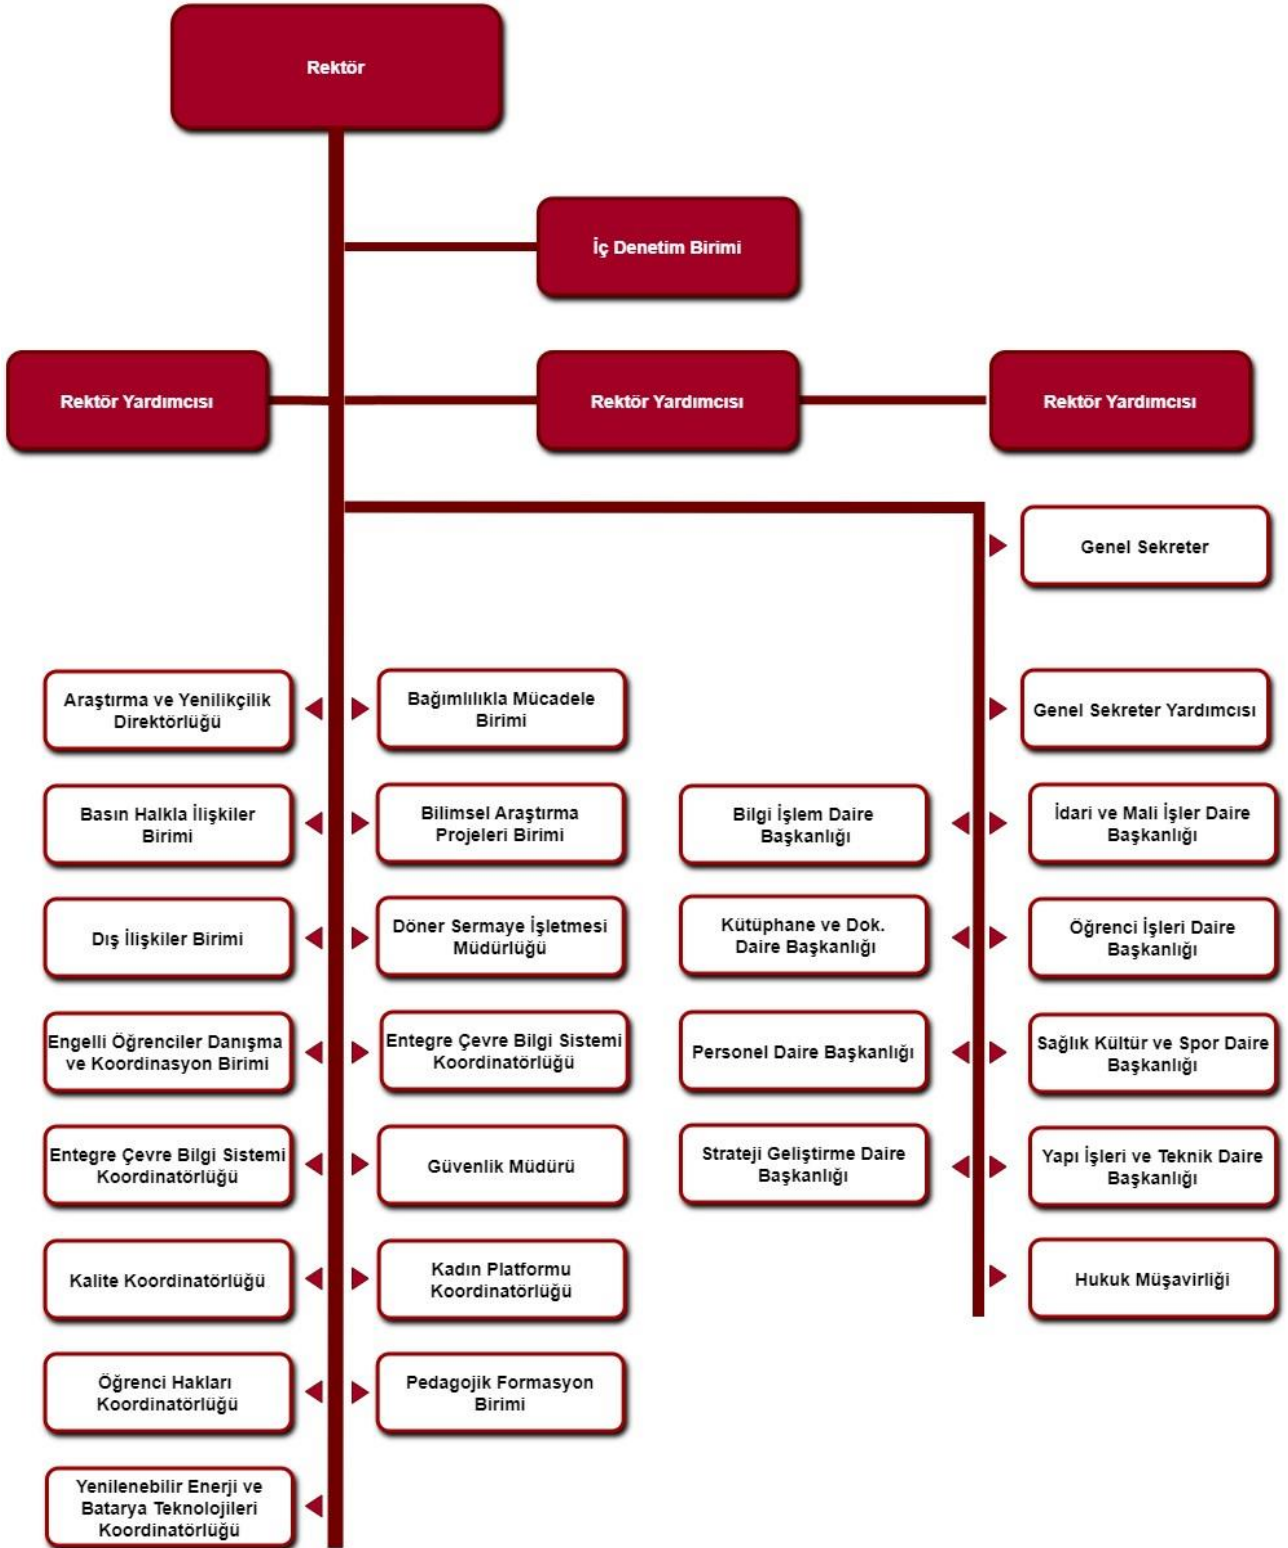 Rektör
İç Denetim Birimi
Rektör Yardımcısı
Rektör Yardımcısı
Rektör Yardımcısı
Genel Sekreter
Araştırma ve Yenilikçilik
Direktörlüğü
Bağımlılıkla Mücadele
Birimi
Genel Sekreter Yardımcısı
Basın Halkla İlişkiler
Birimi
Bilimsel Araştırma
Projeleri Birimi
Bilgi İşlem Daire
Başkanlığı
İdari ve Mali İşler Daire
Başkanlığı
Dış İlişkiler Birimi
Döner Sermaye İşletmesi
Müdürlüğü
Kütüphane ve Dok.
Daire Başkanlığı
Öğrenci İşleri Daire
Başkanlığı
Engelli Öğrenciler Danışma
ve Koordinasyon Birimi
Entegre Çevre Bilgi Sistemi
Koordinatörlüğü
Personel Daire Başkanlığı
Sağlık Kültür ve Spor Daire
Başkanlığı
Entegre Çevre Bilgi Sistemi
Koordinatörlüğü
Güvenlik Müdürü
Strateji Geliştirme Daire
Başkanlığı
Yapı İşleri ve Teknik Daire
Başkanlığı
Kalite Koordinatörlüğü
Kadın Platformu
Koordinatörlüğü
Hukuk Müşavirliği
Öğrenci Hakları
Koordinatörlüğü
Pedagojik Formasyon
Birimi
Yenilenebilir Enerji ve
Batarya Teknolojileri
Koordinatörlüğü